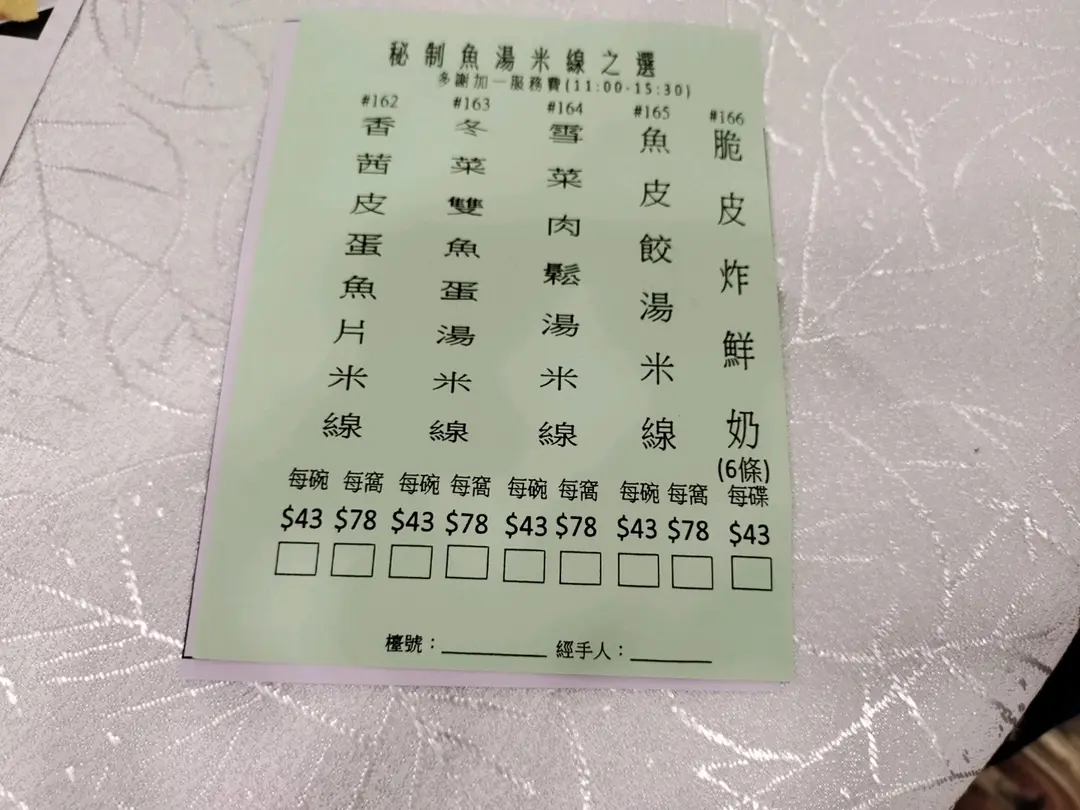 秘制魚湯米線之選
多謝加一服務費(11:00-15:30)
#162
香茜皮蛋魚片米線
每碗 每窩
$43 $78
#163
冬菜雙魚蛋湯米線
每碗 每窩
$43 $78
#164
雪菜肉鬆湯米線
每碗 每窩
$43 $78
#165
魚皮餃湯米線
每碗 每窩
$43 $78
#166
脆皮炸鮮奶
(6條)
每碟
$43
檯號：__________ 經手人：________